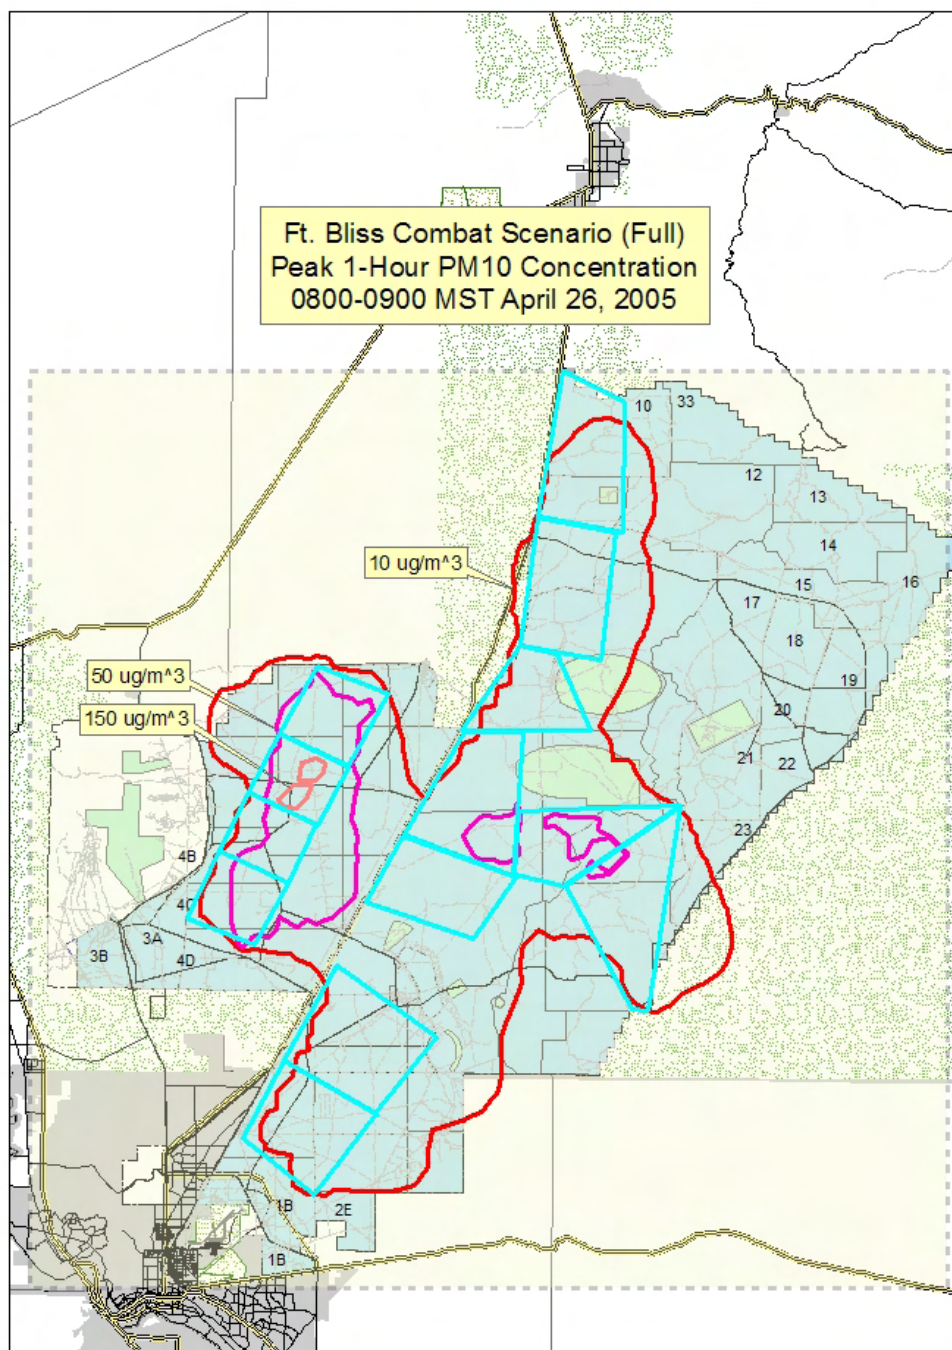 Ft. Bliss Combat Scenario (Full)
Peak 1-Hour PM10 Concentration
0800-0900 MST April 26, 2005
10
33
12
13
14
10 ug/m^3
15
16
17
18
50 ug/m^3
19
150 ug/m^3
20
21
22
23
4B
4C
3A
3B
4D
1B
2E
1B